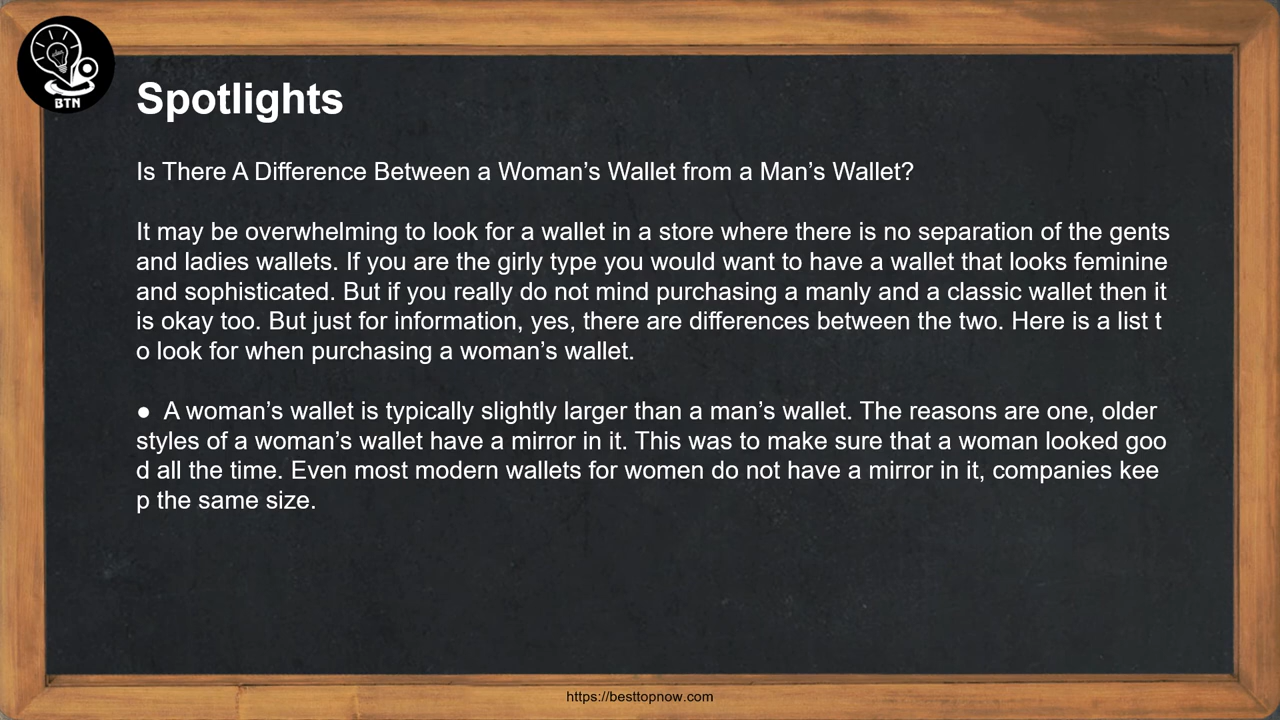 BTN
Spotlights
Is There A Difference Between a Woman’s Wallet from a Man’s Wallet?
It may be overwhelming to look for a wallet in a store where there is no separation of the gents
and ladies wallets. If you are the girly type you would want to have a wallet that looks feminine
and sophisticated. But if you really do not mind purchasing a manly and a classic wallet then it
is okay too. But just for information, yes, there are differences between the two. Here is a list t
o look for when purchasing a woman’s wallet.
● A woman’s wallet is typically slightly larger than a man’s wallet. The reasons are one, older
styles of a woman’s wallet have a mirror in it. This was to make sure that a woman looked goo
d all the time. Even most modern wallets for women do not have a mirror in it, companies kee
p the same size.
https://besttopnow.com